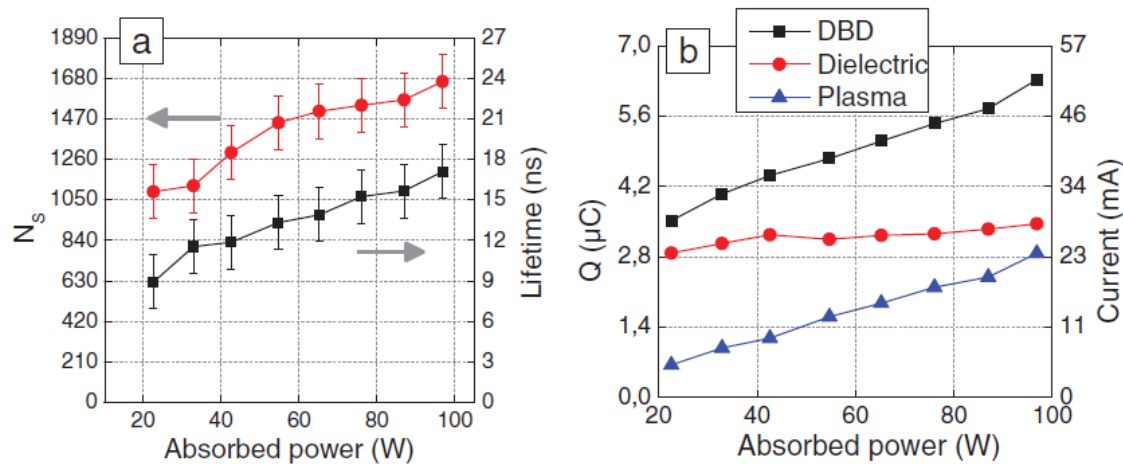 a
1890
1680
1470
1260
1050
840
630
420
210
0
N_s
27
24
21
18
15
12
9
6
3
0
Lifetime (ns)
20 40 60 80 100
Absorbed power (W)
b
DBD
Dielectric
Plasma
7,0
5,6
4,2
2,8
1,4
0,0
Q (µC)
57
46
34
23
11
0
Current (mA)
20 40 60 80 100
Absorbed power (W)